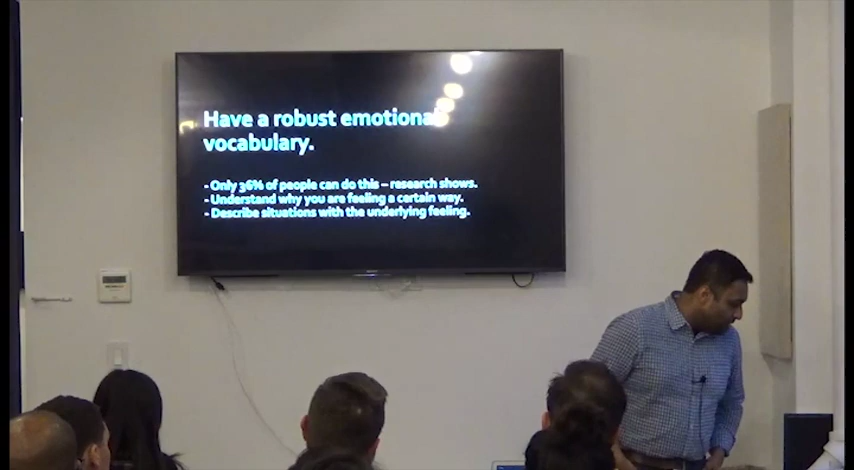 Have a robust emotional
vocabulary.
- Only 36% of people can do this – research shows.
- Understand why you are feeling a certain way.
- Describe situations with the underlying feeling.